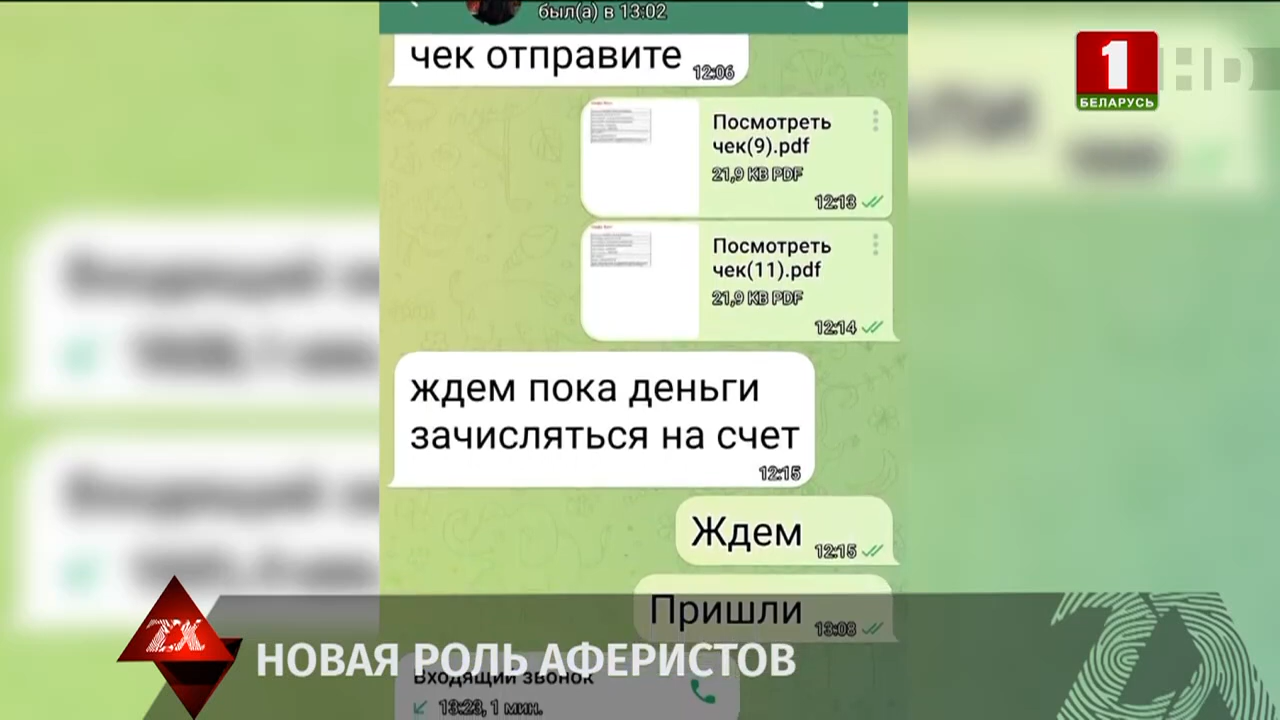 был(а) в 13:02
чек отправите
12:06
1
БЕЛАРУСЬ
HD
Посмотреть
чек(9).pdf
21,9 KB PDF
12:13
Посмотреть
чек(11).pdf
21,9 KB PDF
12:14
ждем пока деньги
зачисляться на счет
12:15
Ждем
12:15
Пришли
13:08
НОВАЯ РОЛЬ АФЕРИСТОВ
Входящий звонок
13:23, 1 мин.